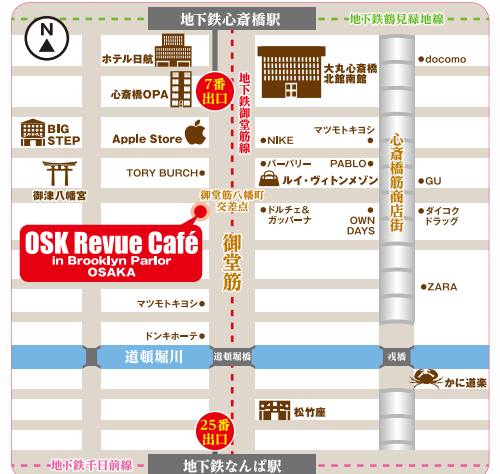 地下鉄心斎橋駅
地下鉄鶴見緑地線
N
ホテル日航
心斎橋OPA
7番
出口
地下鉄御堂筋線
大丸心斎橋
北館南館
docomo
BIG
STEP
Apple Store
NIKE
マツモトキヨシ
心斎橋筋商店街
御津八幡宮
TORY BURCH
バーバリー
PABLO
ルイ・ヴィトンメゾン
GU
御堂筋八幡町
交差点
ドルチェ&
ガッバーナ
OWN
DAYS
ダイコク
ドラッグ
OSK Revue Café
in Brooklyn Parlor
OSAKA
御堂筋
ZARA
マツモトキヨシ
ドンキホーテ
道頓堀川
道頓堀橋
戎橋
かに道楽
松竹座
25番
出口
地下鉄千日前線
地下鉄なんば駅